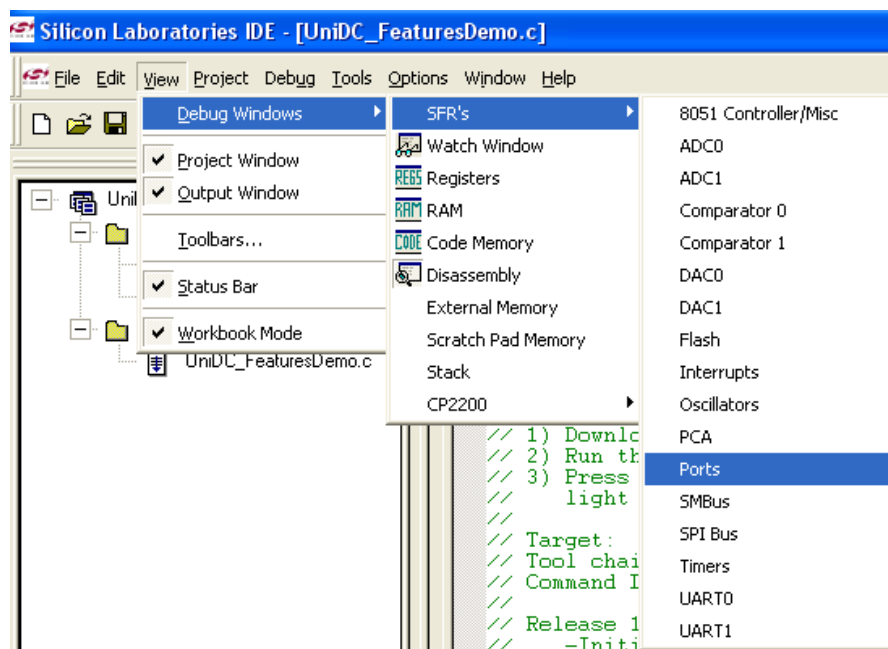 Silicon Laboratories IDE - [UniDC_FeaturesDemo.c]
File Edit View Project Debug Tools Options Window Help
Debug Windows
Project Window
Output Window
Toolbars...
Status Bar
Workbook Mode
UniDC_FeaturesDemo.c
SFR's
Watch Window
REGS Registers
RAM RAM
CODE Code Memory
Disassembly
External Memory
Scratch Pad Memory
Stack
CP2200
8051 Controller/Misc
ADC0
ADC1
Comparator 0
Comparator 1
DAC0
DAC1
Flash
Interrupts
Oscillators
PCA
Ports
SMBus
SPI Bus
Timers
UART0
UART1
// 1) Downlo
// 2) Run th
// 3) Press
// light
//
// Target:
// Tool chai
// Command I
//
// Release 1
// -Initi